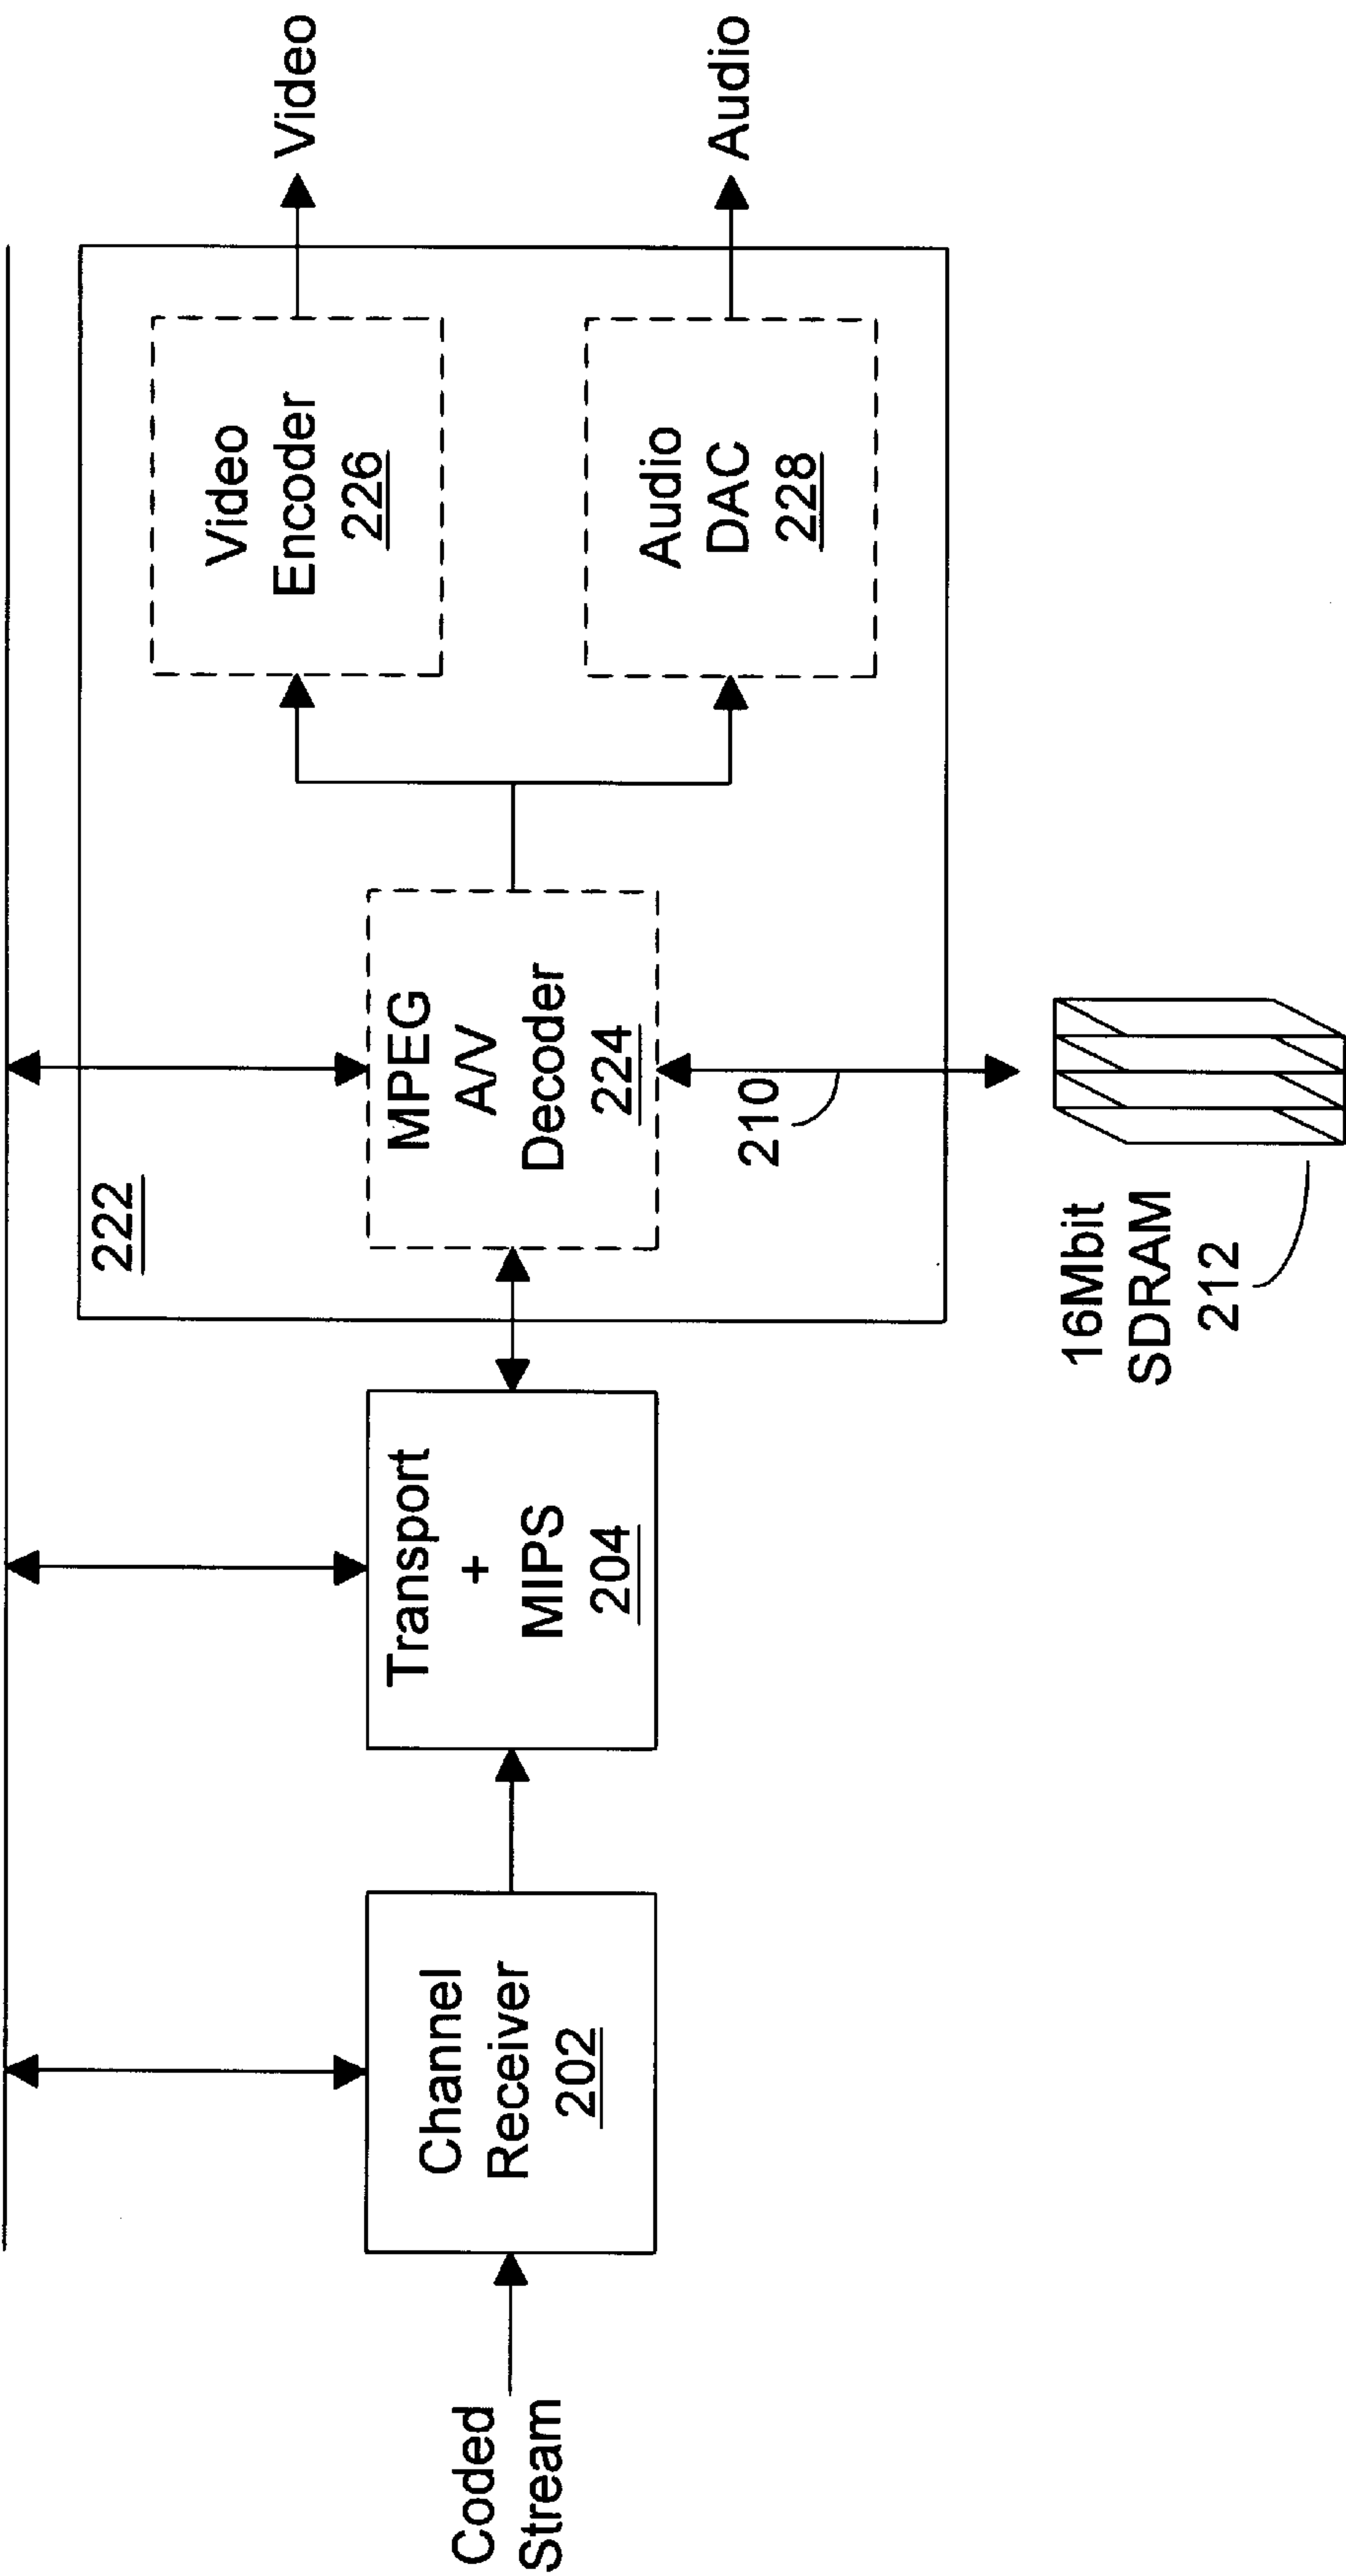 Coded
Stream
Channel
Receiver
202
Transport
+
MIPS
204
222
MPEG
A/V
Decoder
224
210
16Mbit
SDRAM
212
Video
Encoder
226
Audio
DAC
228
Video
Audio